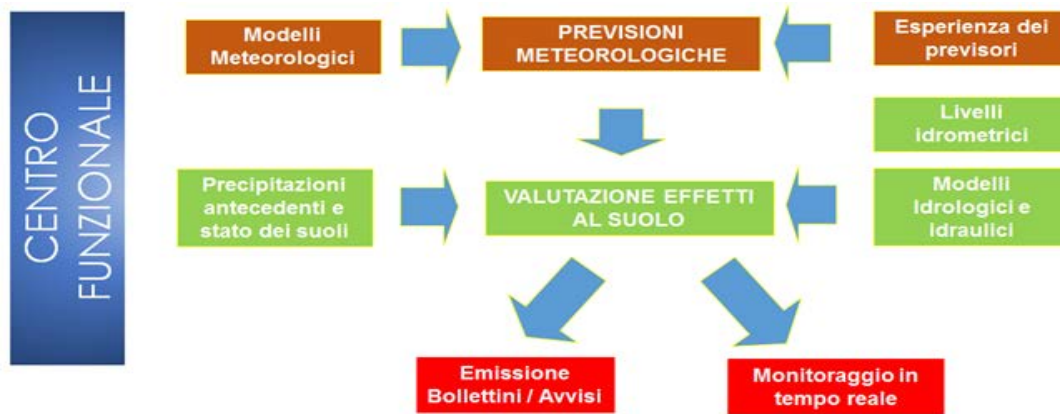 CENTRO
FUNZIONALE
Modelli
Meteorologici
PREVISIONI
METEOROLOGICHE
Esperienza dei
previsori
Livelli
idrometrici
Precipitazioni
antecedenti e
stato dei suoli
VALUTAZIONE EFFETTI
AL SUOLO
Modelli
Idrologici e
Idraulici
Emissione
Bollettini / Avvisi
Monitoraggio in
tempo reale